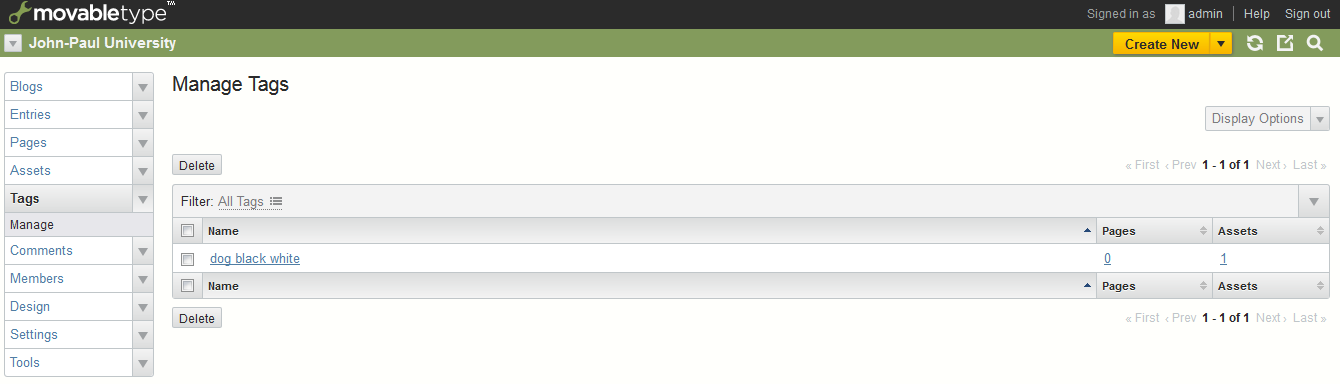 movabletype™ Signed in as admin Help Sign out
John-Paul University Create New
Blogs
Entries
Pages
Assets
Tags
Manage
Comments
Members
Design
Settings
Tools
Manage Tags
Display Options
Delete « First ‹ Prev 1 - 1 of 1 Next › Last »
Filter: All Tags
Name Pages Assets
dog black white 0 1
Name Pages Assets
Delete « First ‹ Prev 1 - 1 of 1 Next › Last »